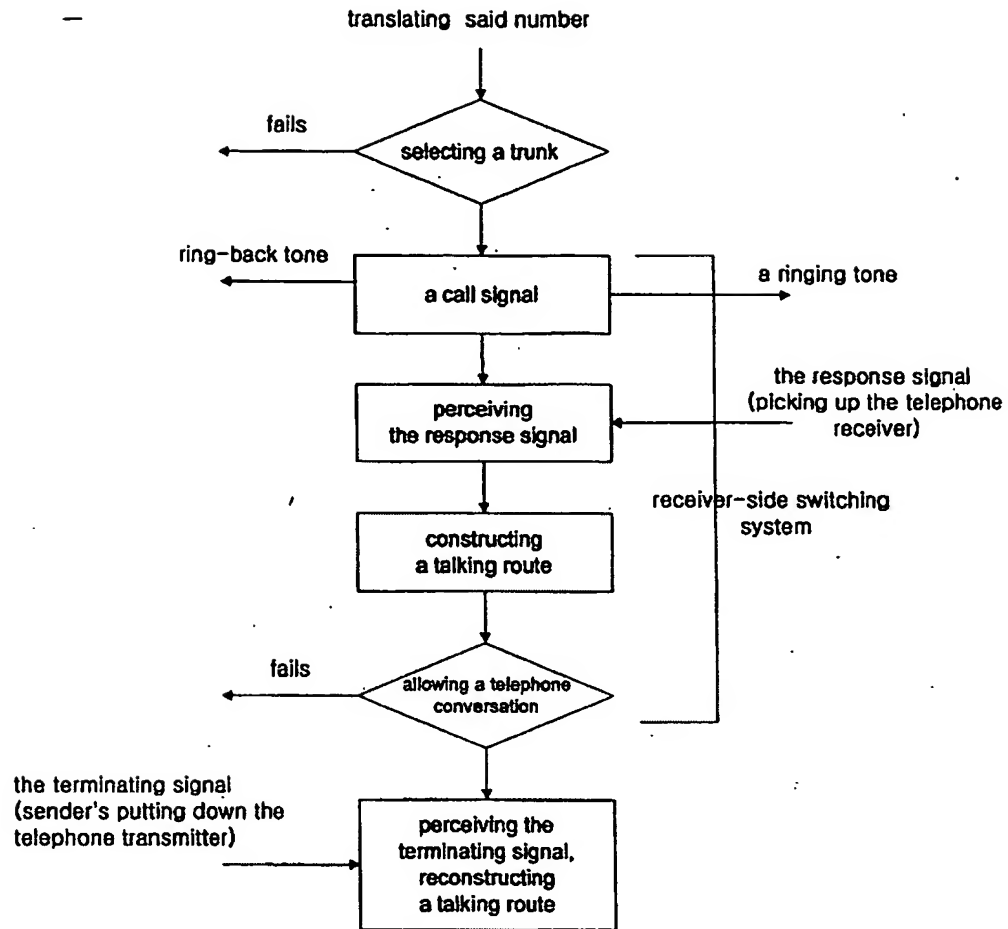 translating said number
fails
selecting a trunk
ring-back tone
a call signal
a ringing tone
the response signal
(picking up the telephone
receiver)
perceiving
the response signal
receiver-side switching
system
constructing
a talking route
fails
allowing a telephone
conversation
the terminating signal
(sender's putting down the
telephone transmitter)
perceiving the
terminating signal,
reconstructing
a talking route